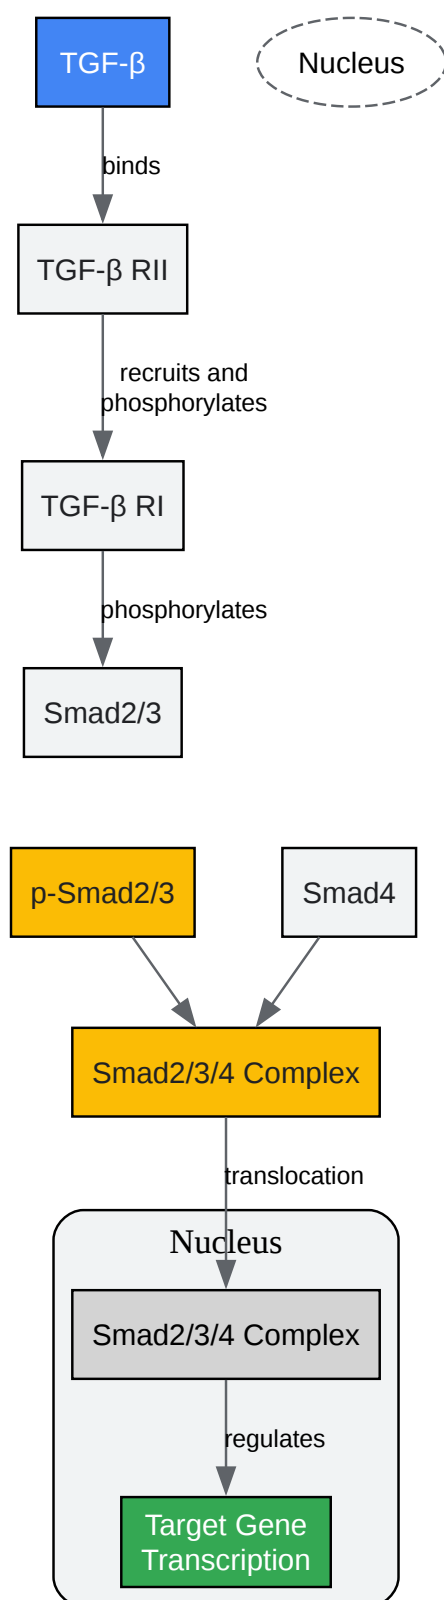 TGF-β
Nucleus
binds
TGF-β RII
recruits and
phosphorylates
TGF-β RI
phosphorylates
Smad2/3
p-Smad2/3
Smad4
Smad2/3/4 Complex
translocation
Nucleus
Smad2/3/4 Complex
regulates
Target Gene
Transcription